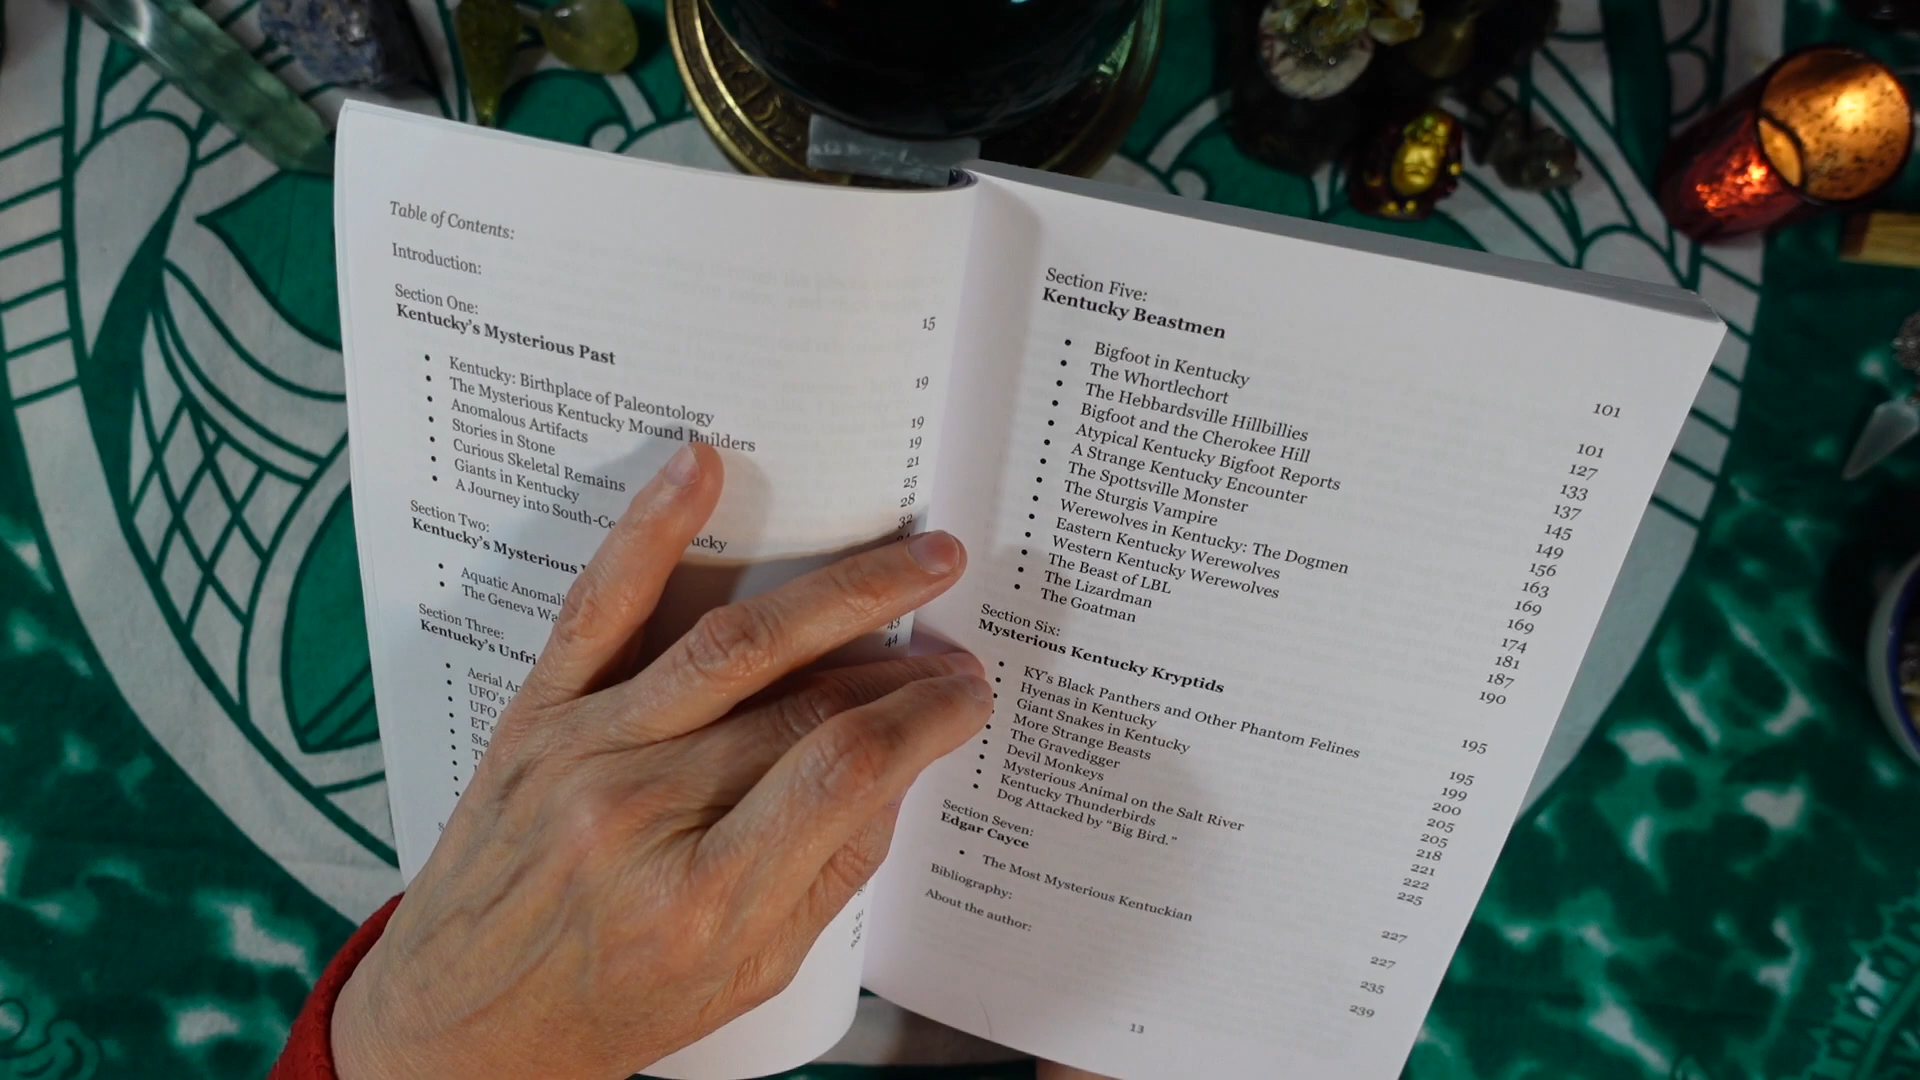 Table of Contents:
Introduction:
15
Section One:
Kentucky's Mysterious Past
19
Kentucky: Birthplace of Paleontology
19
The Mysterious Kentucky Mound Builders
19
Anomalous Artifacts
21
Stories in Stone
25
Curious Skeletal Remains
28
Giants in Kentucky
32
A Journey into South-Ce
ucky
Section Two:
Kentucky's Mysterious
Aquatic Anomali
43
The Geneva Wa
44
Section Three:
Kentucky's Unfri
Aerial
UFO's
UFO
ET's
Section Five:
Kentucky Beastmen
101
Bigfoot in Kentucky
101
The Whortlechort
127
The Hebbardsville Hillbillies
133
Bigfoot and the Cherokee Hill
137
Atypical Kentucky Bigfoot Reports
145
A Strange Kentucky Encounter
149
The Spottsville Monster
156
The Sturgis Vampire
163
Werewolves in Kentucky: The Dogmen
169
Eastern Kentucky Werewolves
169
Western Kentucky Werewolves
174
The Beast of LBL
181
The Lizardman
187
The Goatman
190
Section Six:
Mysterious Kentucky Kryptids
195
KY's Black Panthers and Other Phantom Felines
195
Hyenas in Kentucky
199
Giant Snakes in Kentucky
200
More Strange Beasts
205
The Gravedigger
205
Devil Monkeys
218
Mysterious Animal on the Salt River
221
Kentucky Thunderbirds
222
Dog Attacked by "Big Bird."
225
Section Seven:
Edgar Cayce
227
The Most Mysterious Kentuckian
227
Bibliography:
235
About the author:
239
13